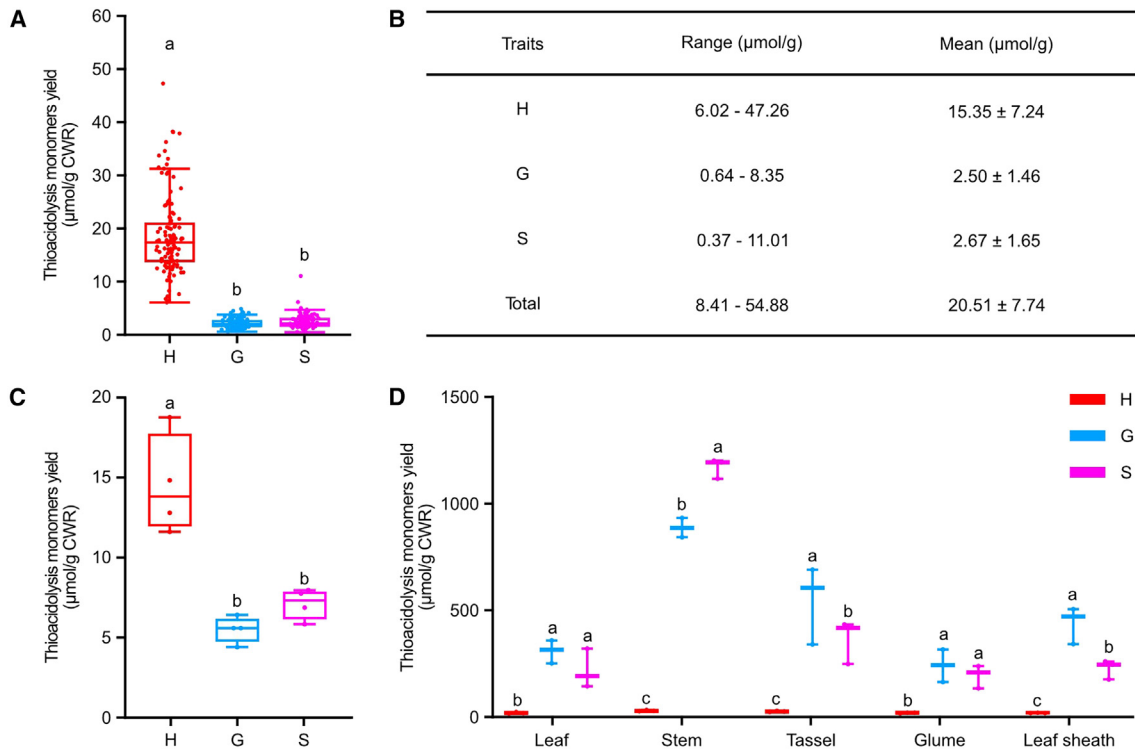 A
Thioacidolysis monomers yield
(μmol/g CWR)
60
50
40
30
20
10
0
a
b
b
H
G
S
B
Traits
Range (μmol/g)
Mean (μmol/g)
H
6.02 - 47.26
15.35 ± 7.24
G
0.64 - 8.35
2.50 ± 1.46
S
0.37 - 11.01
2.67 ± 1.65
Total
8.41 - 54.88
20.51 ± 7.74
C
Thioacidolysis monomers yield
(μmol/g CWR)
20
15
10
5
0
a
b
b
H
G
S
D
Thioacidolysis monomers yield
(μmol/g CWR)
1500
1000
500
0
b
a
a
c
b
a
c
a
b
b
a
a
c
a
b
Leaf
Stem
Tassel
Glume
Leaf sheath
H
G
S